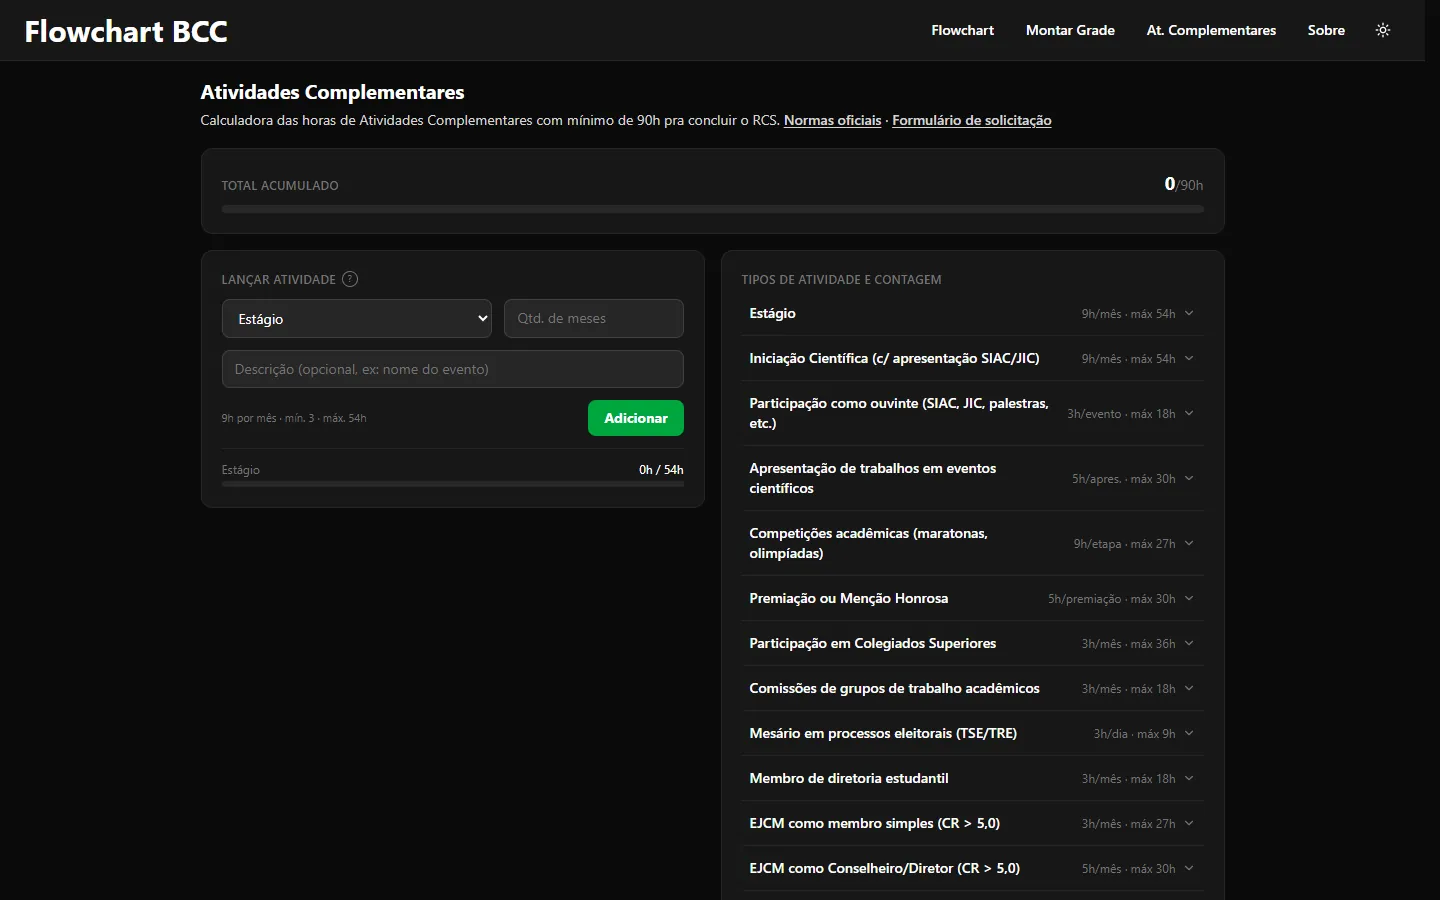 Flowchart BCC
Flowchart
Montar Grade
At. Complementares
Sobre
Atividades Complementares
Calculadora das horas de Atividades Complementares com mínimo de 90h pra concluir o RCS. Normas oficiais · Formulário de solicitação
TOTAL ACUMULADO
0/90h
LANÇAR ATIVIDADE ?
Estágio
Qtd. de meses
Descrição (opcional, ex: nome do evento)
9h por mês · mín. 3 · máx. 54h
Adicionar
Estágio
0h / 54h
TIPOS DE ATIVIDADE E CONTAGEM
Estágio
9h/mês · máx 54h
Iniciação Científica (c/ apresentação SIAC/JIC)
9h/mês · máx 54h
Participação como ouvinte (SIAC, JIC, palestras,
etc.)
3h/evento · máx 18h
Apresentação de trabalhos em eventos
científicos
5h/apres. · máx 30h
Competições acadêmicas (maratonas,
olimpíadas)
9h/etapa · máx 27h
Premiação ou Menção Honrosa
5h/premiação · máx 30h
Participação em Colegiados Superiores
3h/mês · máx 36h
Comissões de grupos de trabalho acadêmicos
3h/mês · máx 18h
Mesário em processos eleitorais (TSE/TRE)
3h/dia · máx 9h
Membro de diretoria estudantil
3h/mês · máx 18h
EJCM como membro simples (CR > 5,0)
3h/mês · máx 27h
EJCM como Conselheiro/Diretor (CR > 5,0)
5h/mês · máx 30h